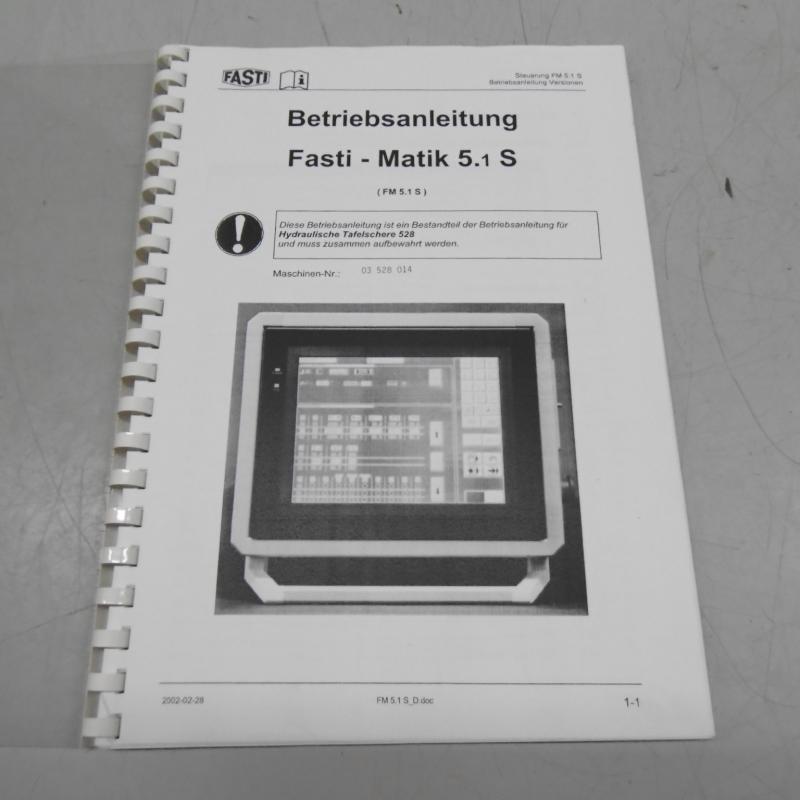 FASTI
i
Steuerung FM 5.1 S
Betriebsanleitung Versionen
Betriebsanleitung
Fasti - Matik 5.1 S
( FM 5.1 S )
!
Diese Betriebsanleitung ist ein Bestandteil der Betriebsanleitung für
Hydraulische Tafelschere 528
und muss zusammen aufbewahrt werden.
Maschinen-Nr.: 03 528 014
2002-02-28 FM 5.1 S_D.doc 1-1